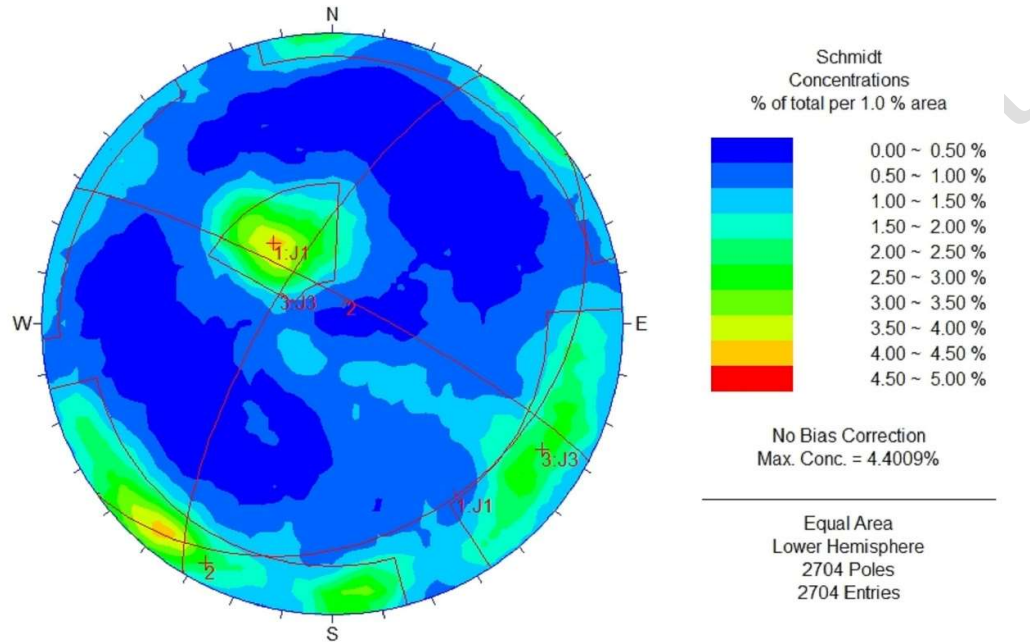 N
W
E
S
1:J1
3:J3
2
3:J3
1:J1
2
Schmidt
Concentrations
% of total per 1.0 % area
0.00 ~ 0.50 %
0.50 ~ 1.00 %
1.00 ~ 1.50 %
1.50 ~ 2.00 %
2.00 ~ 2.50 %
2.50 ~ 3.00 %
3.00 ~ 3.50 %
3.50 ~ 4.00 %
4.00 ~ 4.50 %
4.50 ~ 5.00 %
No Bias Correction
Max. Conc. = 4.4009%
Equal Area
Lower Hemisphere
2704 Poles
2704 Entries